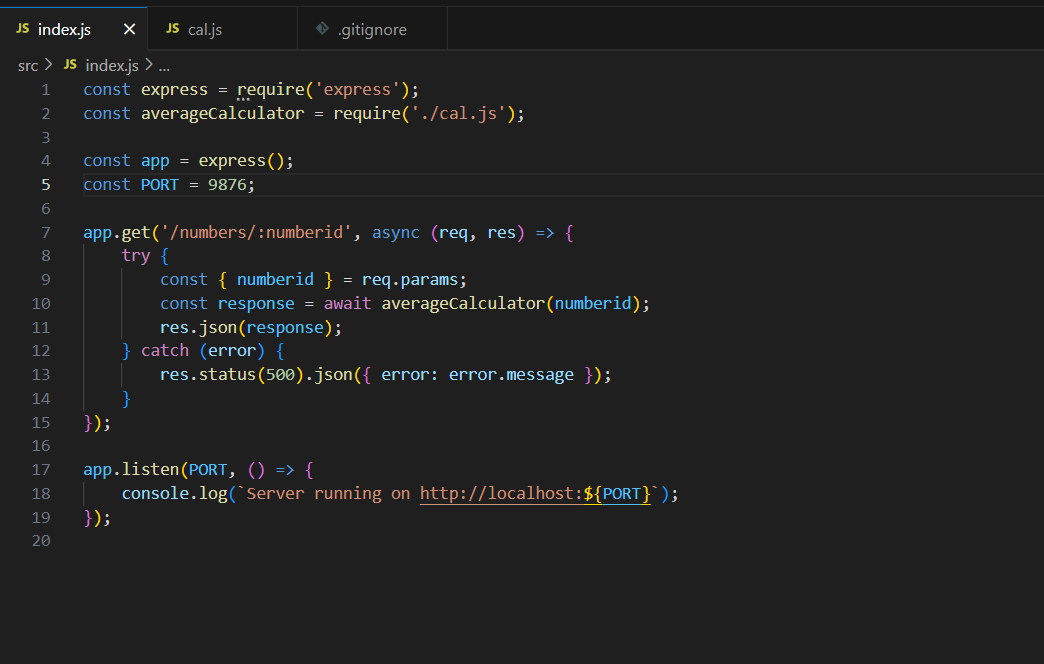 JS index.js × JS cal.js .gitignore
src > JS index.js > ...
1 const express = require('express');
2 const averageCalculator = require('./cal.js');
3
4 const app = express();
5 const PORT = 9876;
6
7 app.get('/numbers/:numberid', async (req, res) => {
8     try {
9         const { numberid } = req.params;
10         const response = await averageCalculator(numberid);
11         res.json(response);
12     } catch (error) {
13         res.status(500).json({ error: error.message });
14     }
15 });
16
17 app.listen(PORT, () => {
18     console.log(`Server running on http://localhost:${PORT}`);
19 });
20